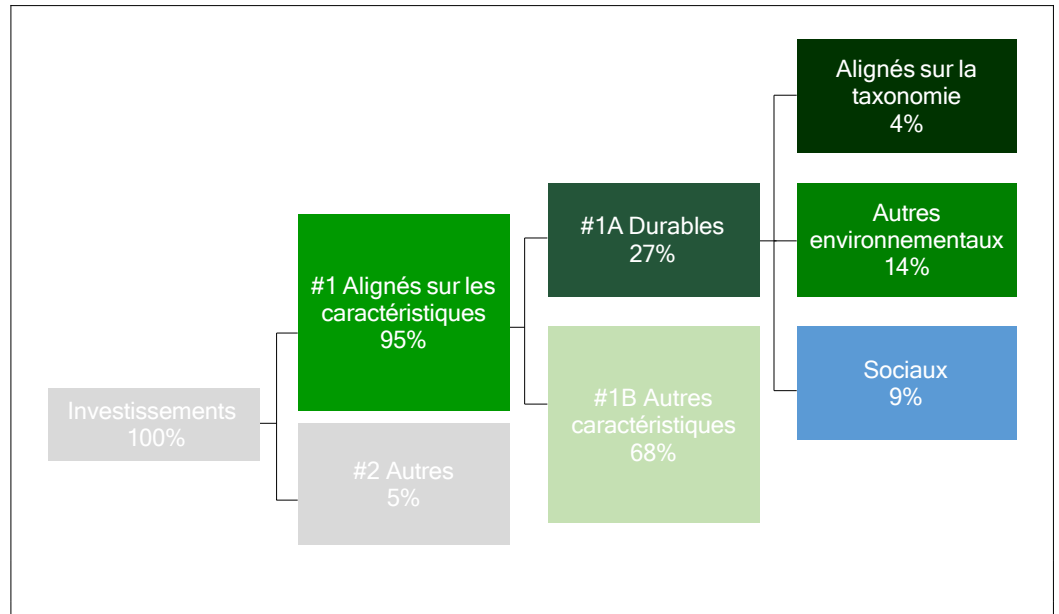 Investissements
100%
#1 Alignés sur les
caractéristiques
95%
#2 Autres
5%
#1A Durables
27%
#1B Autres
caractéristiques
68%
Alignés sur la
taxonomie
4%
Autres
environnementaux
14%
Sociaux
9%